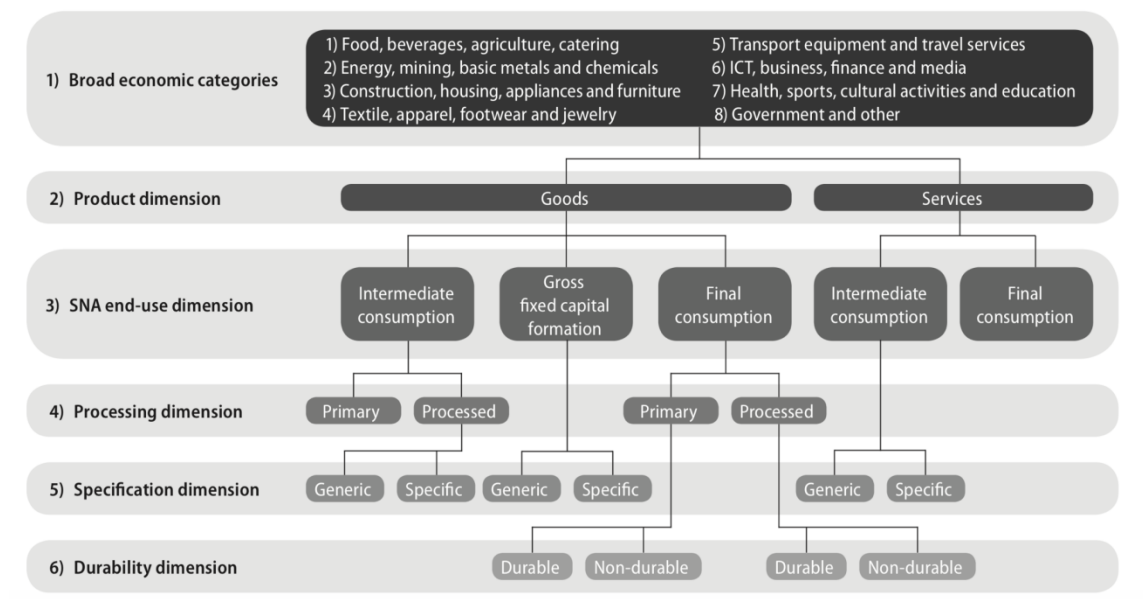 1) Broad economic categories
1) Food, beverages, agriculture, catering
2) Energy, mining, basic metals and chemicals
3) Construction, housing, appliances and furniture
4) Textile, apparel, footwear and jewelry
5) Transport equipment and travel services
6) ICT, business, finance and media
7) Health, sports, cultural activities and education
8) Government and other
2) Product dimension
Goods
Services
3) SNA end-use dimension
Intermediate
consumption
Gross
fixed capital
formation
Final
consumption
Intermediate
consumption
Final
consumption
4) Processing dimension
Primary
Processed
Primary
Processed
5) Specification dimension
Generic
Specific
Generic
Specific
Generic
Specific
6) Durability dimension
Durable
Non-durable
Durable
Non-durable